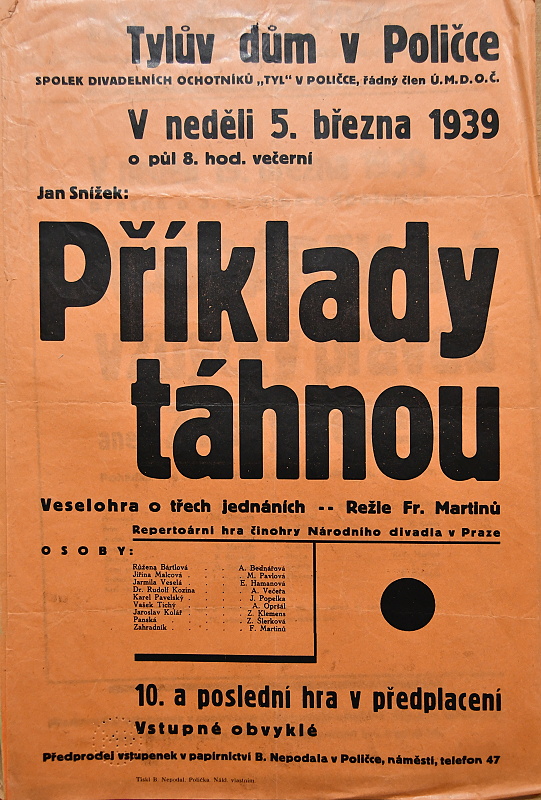 Tylův dům v Poličce
SPOLEK DIVADELNÍCH OCHOTNÍKŮ „TYL" V POLIČCE, řádný člen Ú.M.D.O.Č.
V neděli 5. března 1939
o půl 8. hod. večerní
Jan Snížek:
Příklady
táhnou
Veselohra o třech jednáních -- Režie Fr. Martinů
Repertoární hra činohry Národního divadla v Praze
OSOBY:
Růžena Bártlová . . . . A. Bednářová
Jiřina Malcová . . . . M. Pavlová
Jarmila Veselá . . . . E. Hamanová
Dr. Rudolf Kozina . . . . A. Večeřa
Karel Pavelský . . . . J. Popelka
Vašek Tichý . . . . A. Opršál
Jaroslav Kolář . . . . Z. Klemens
Panská . . . . Z. Šlerková
Zahradník . . . . F. Martinů
10. a poslední hra v předplacení
Vstupné obvyklé
Předprodej vstupenek v papírnictví B. Nepodala v Poličce, náměstí, telefon 47
Tiskl B. Nepodal, Polička. Nákl. vlastním.